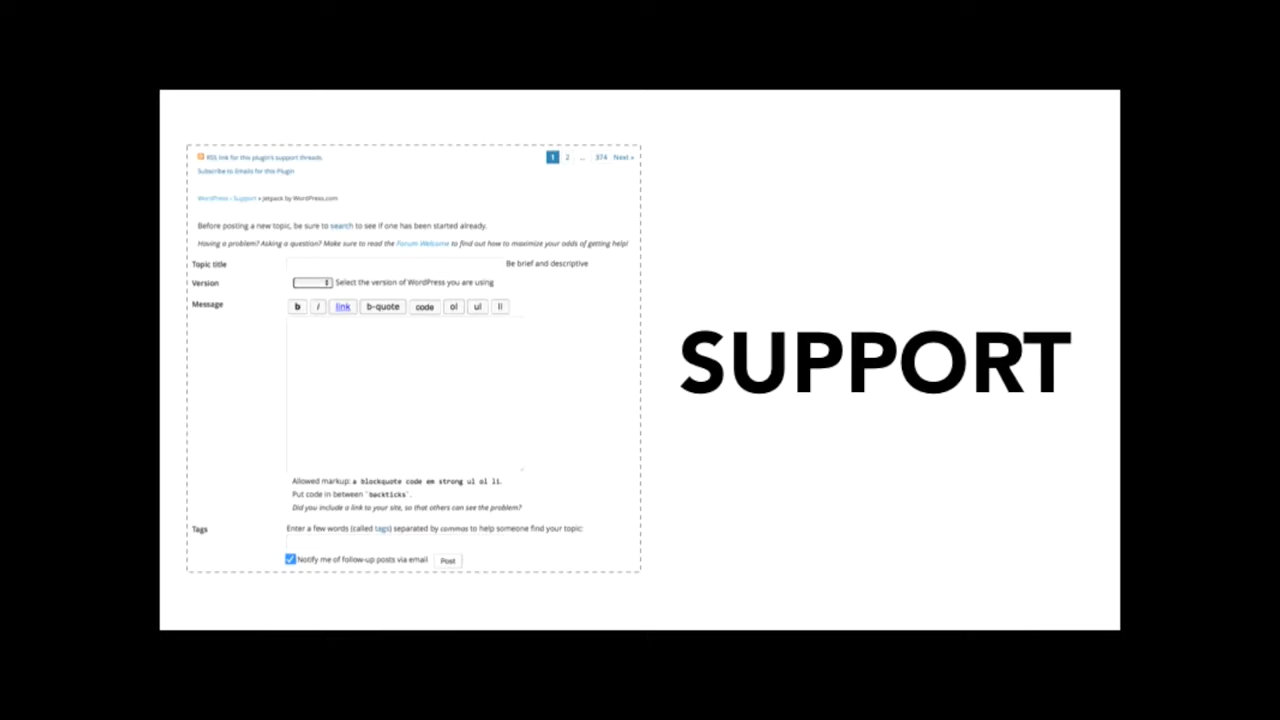 RSS link for this plugin's support threads.
1 2 ... 374 Next »
Subscribe to Emails for this Plugin
WordPress › Support » Jetpack by WordPress.com
Before posting a new topic, be sure to search to see if one has been started already.
Having a problem? Asking a question? Make sure to read the Forum Welcome to find out how to maximize your odds of getting help!
Topic title
Be brief and descriptive
Version
Select the version of WordPress you are using
Message
b i link b-quote code ol ul li
SUPPORT
Allowed markup: a blockquote code em strong ul ol li.
Put code in between `backticks`.
Did you include a link to your site, so that others can see the problem?
Tags
Enter a few words (called tags) separated by commas to help someone find your topic:
Notify me of follow-up posts via email
Post